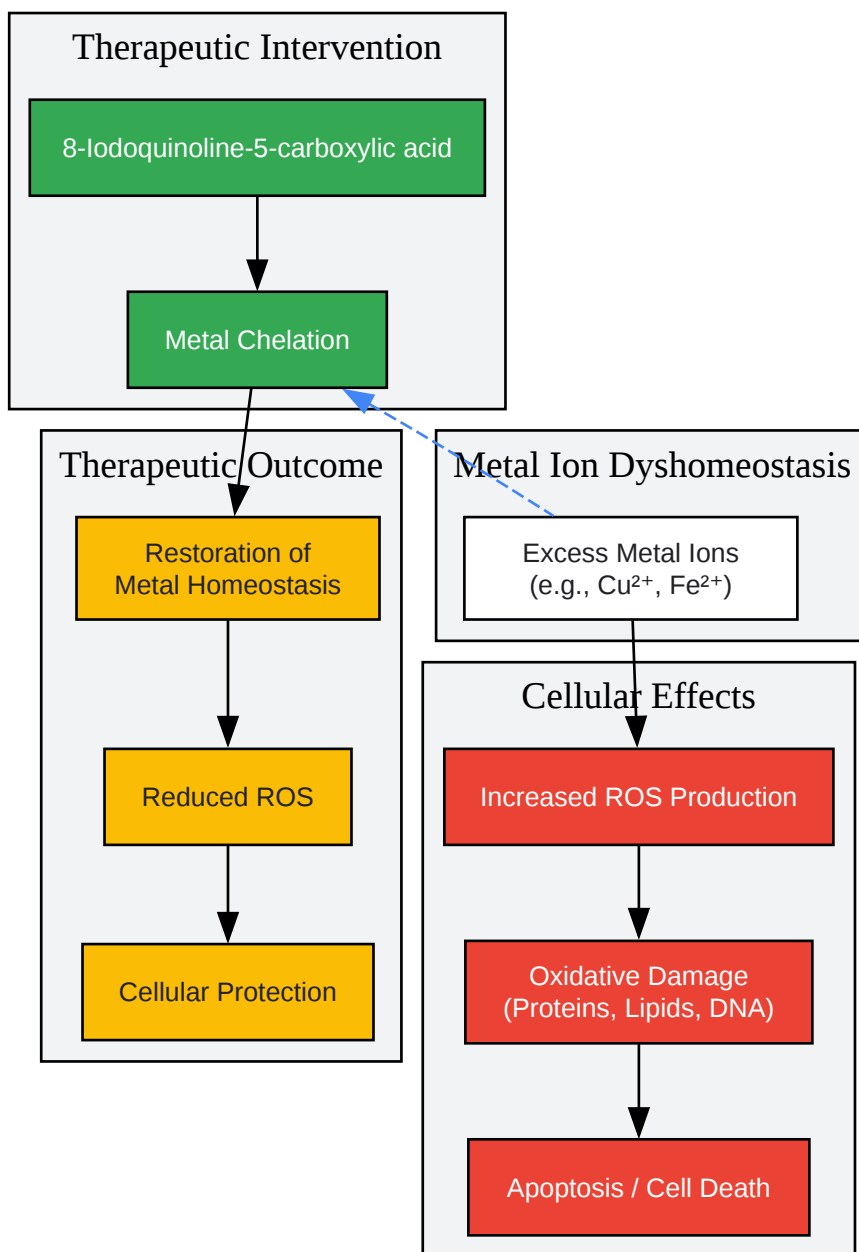 Therapeutic Intervention
8-Iodoquinoline-5-carboxylic acid
Metal Chelation
Therapeutic Outcome
Restoration of
Metal Homeostasis
Reduced ROS
Cellular Protection
Metal Ion Dyshomeostasis
Excess Metal Ions
(e.g., Cu²⁺, Fe²⁺)
Cellular Effects
Increased ROS Production
Oxidative Damage
(Proteins, Lipids, DNA)
Apoptosis / Cell Death